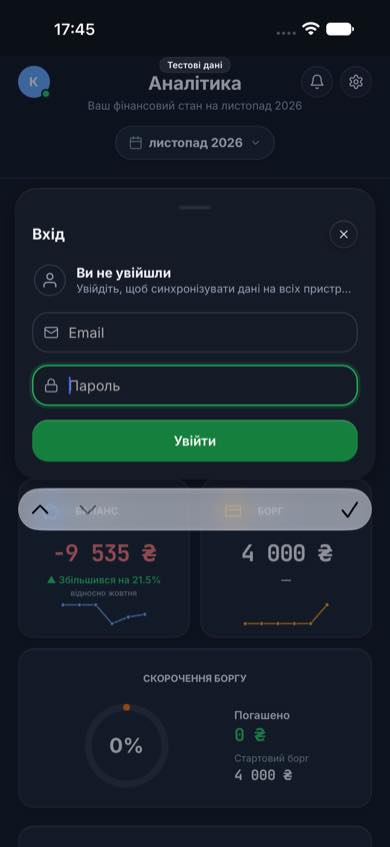 17:45
Тестові дані
K
Аналітика
Ваш фінансовий стан на листопад 2026
листопад 2026
Вхід
Ви не увійшли
Увійдіть, щоб синхронізувати дані на всіх пристр...
Email
Пароль
Увійти
БАЛАНС
БОРГ
-9 535 ₴
4 000 ₴
▲ Збільшився на 21.5%
—
відносно жовтня
СКОРОЧЕННЯ БОРГУ
0%
Погашено
0 ₴
Стартовий борг
4 000 ₴